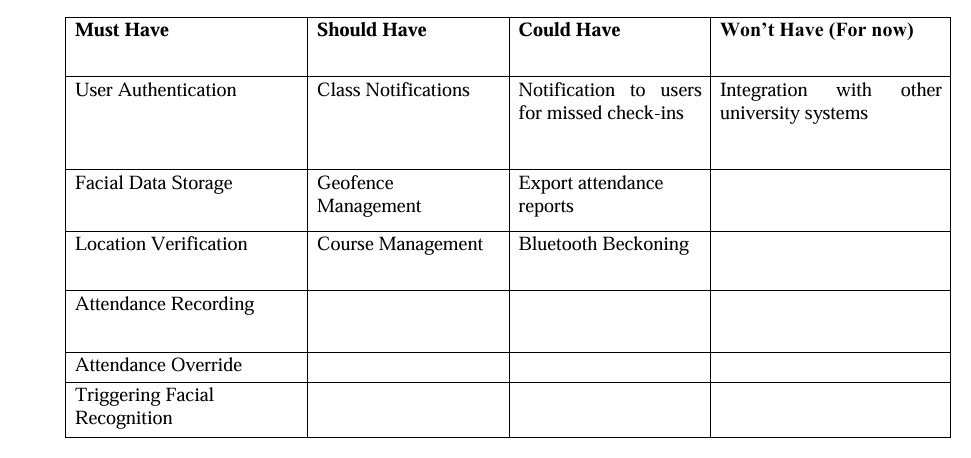 Must Have
Should Have
Could Have
Won't Have (For now)
User Authentication
Class Notifications
Notification to users
for missed check-ins
Integration with other
university systems
Facial Data Storage
Geofence
Management
Export attendance
reports
Location Verification
Course Management
Bluetooth Beckoning
Attendance Recording
Attendance Override
Triggering Facial
Recognition